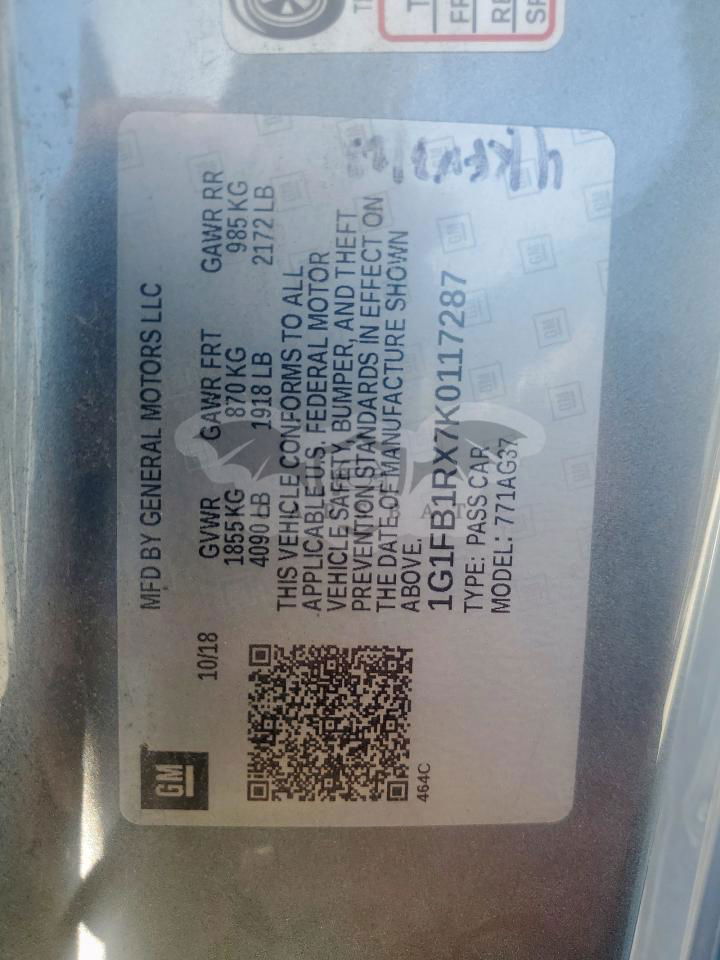 MFD BY GENERAL MOTORS LLC
10/18
GVWR GAWR FRT GAWR RR
1855 KG 870 KG 985 KG
4090 LB 1918 LB 2172 LB
THIS VEHICLE CONFORMS TO ALL
APPLICABLE U.S. FEDERAL MOTOR
VEHICLE SAFETY, BUMPER, AND THEFT
PREVENTION STANDARDS IN EFFECT ON
THE DATE OF MANUFACTURE SHOWN
ABOVE.
1G1FB1RX7K0117287
TYPE: PASS CAR
MODEL: 771AG37
GM
464C